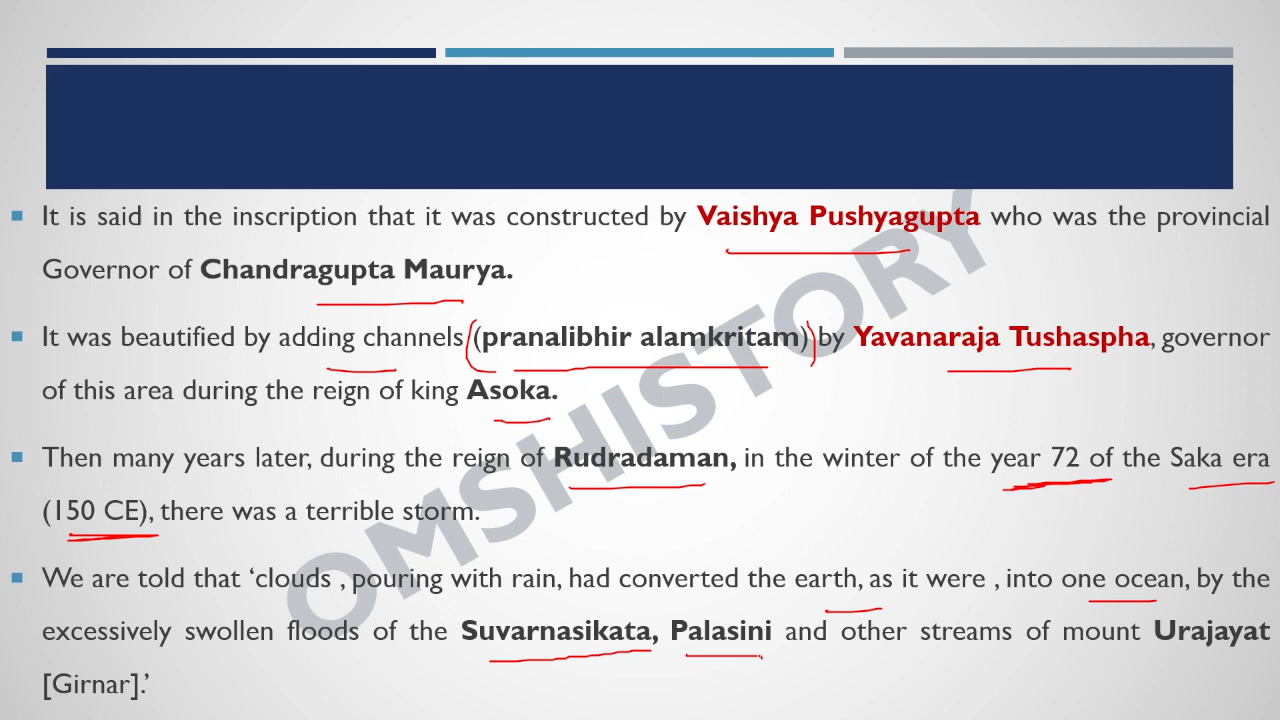 It is said in the inscription that it was constructed by Vaishya Pushyagupta who was the provincial
Governor of Chandragupta Maurya.
It was beautified by adding channels (pranalibhir alamkritam) by Yavanaraja Tushaspha, governor
of this area during the reign of king Asoka.
Then many years later, during the reign of Rudradaman, in the winter of the year 72 of the Saka era
(150 CE), there was a terrible storm.
We are told that ‘clouds , pouring with rain, had converted the earth, as it were , into one ocean, by the
excessively swollen floods of the Suvarnasikata, Palasini and other streams of mount Urajayat
[Girnar].’
OMSHISTORY